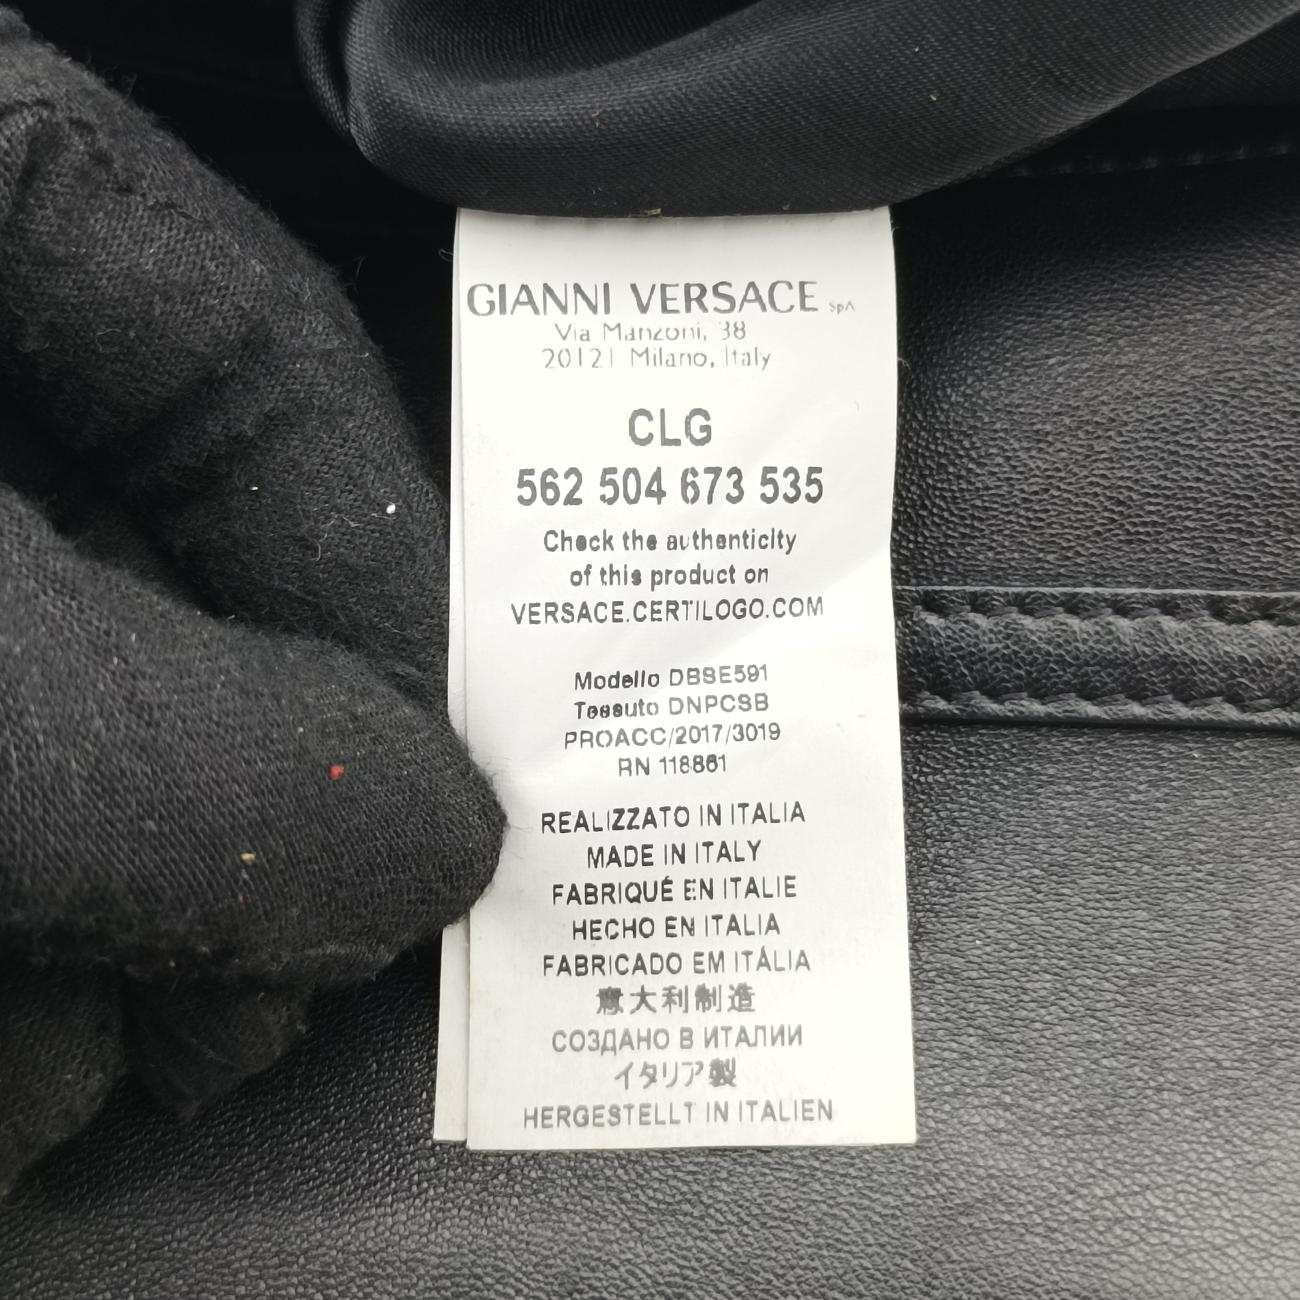 GIANNI VERSACE SpA
Via Manzoni, 38
20121 Milano, Italy
CLG
562 504 673 535
Check the authenticity
of this product on
VERSACE.CERTILOGO.COM
Modello DBSE591
Tessuto DNPCSB
PROACC/2017/3019
RN 118861
REALIZZATO IN ITALIA
MADE IN ITALY
FABRIQUÉ EN ITALIE
HECHO EN ITALIA
FABRICADO EM ITÁLIA
意大利制造
СОЗДАНО В ИТАЛИИ
イタリア製
HERGESTELLT IN ITALIEN